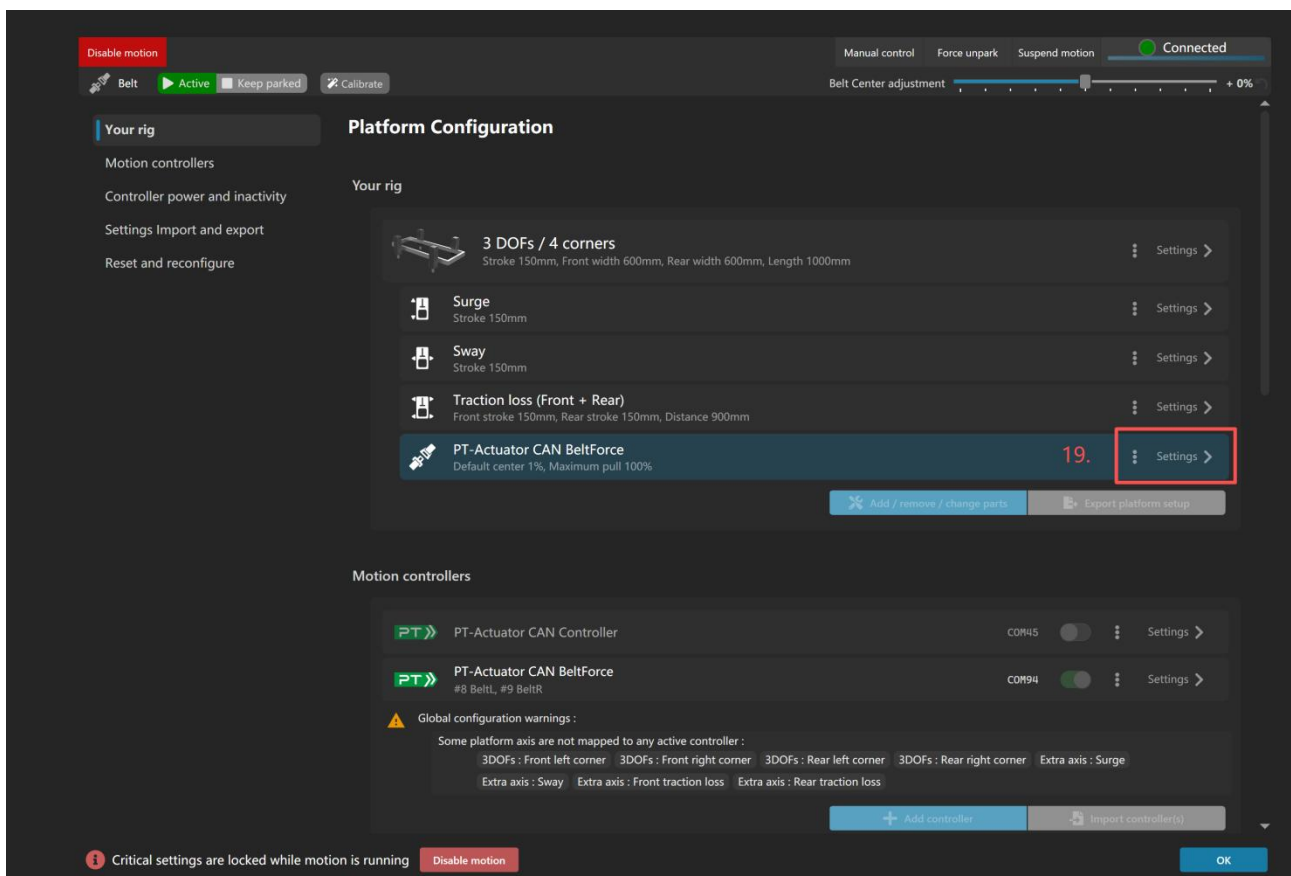 Disable motion
Manual control Force unpark Suspend motion Connected
Belt Active Keep parked Calibrate Belt Center adjustment + 0%
Your rig
Motion controllers
Controller power and inactivity
Settings Import and export
Reset and reconfigure
Platform Configuration
Your rig
3 DOFs / 4 corners
Stroke 150mm, Front width 600mm, Rear width 600mm, Length 1000mm
Settings
Surge
Stroke 150mm
Settings
Sway
Stroke 150mm
Settings
Traction loss (Front + Rear)
Front stroke 150mm, Rear stroke 150mm, Distance 900mm
Settings
PT-Actuator CAN BeltForce
Default center 1%, Maximum pull 100%
19. Settings
Add / remove / change parts Export platform setup
Motion controllers
PT PT-Actuator CAN Controller COM45 Settings
PT PT-Actuator CAN BeltForce
#8 BeltL, #9 BeltR
COM94 Settings
Global configuration warnings :
Some platform axis are not mapped to any active controller :
3DOFs : Front left corner 3DOFs : Front right corner 3DOFs : Rear left corner 3DOFs : Rear right corner Extra axis : Surge
Extra axis : Sway Extra axis : Front traction loss Extra axis : Rear traction loss
Add controller Import controller(s)
Critical settings are locked while motion is running Disable motion OK